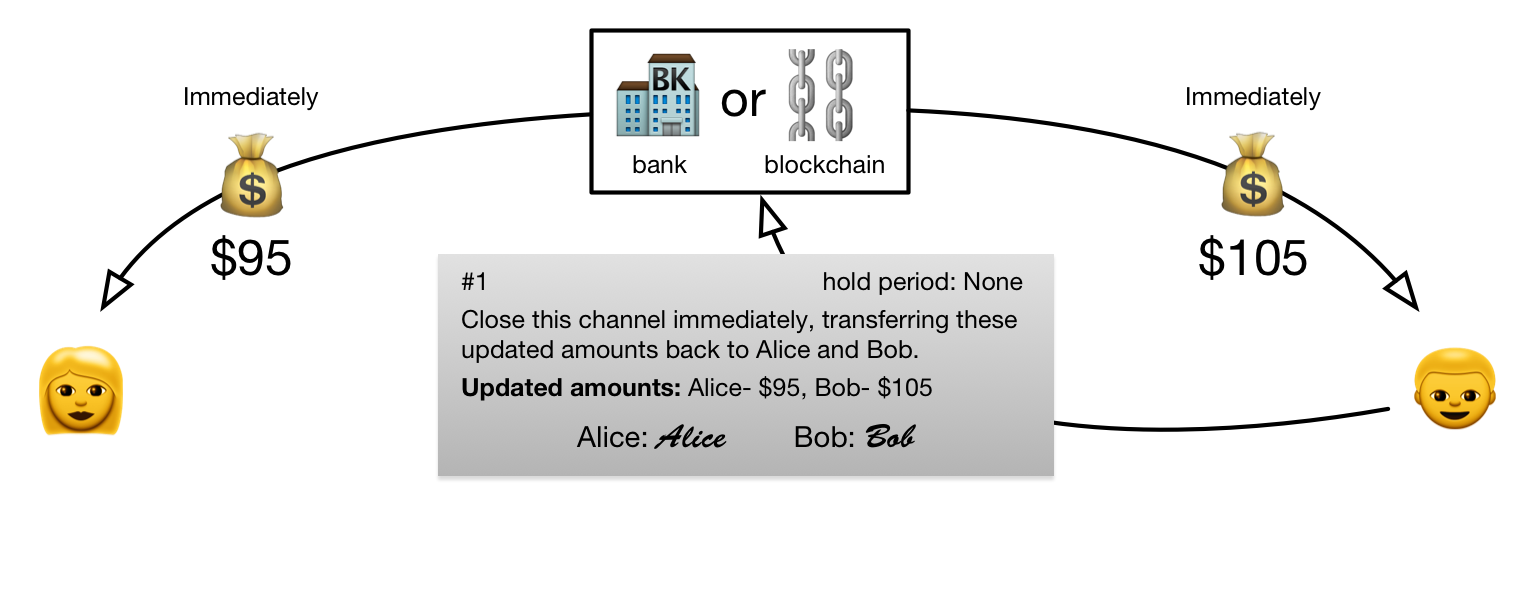 BK
or
bank
blockchain
Immediately
$
$95
Immediately
$
$105
#1 hold period: None
Close this channel immediately, transferring these
updated amounts back to Alice and Bob.
Updated amounts: Alice- $95, Bob- $105
Alice: Alice Bob: Bob